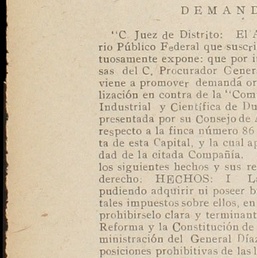 DEMAND
"C. Juez de Distrito: El A
rio Público Federal que suscri
tuosamente expone: que por i
sas del C. Procurador Gener
viene a promover demanda or
lización en contra de la "Com
Industrial y Científica de Du
presentada por su Consejo de A
respecto a la finca número 86
ta de esta Capital, y la cual ap
dad de la citada Compañía.
los siguientes hechos y sus re
derecho. HECHOS: I La
pudiendo adquirir ni poseer b
tales impuestos sobre ellos, en
prohibírselo clara y terminant
Reforma y la Constitución de
ministración del General Díaz
posiciones prohibitivas de las l